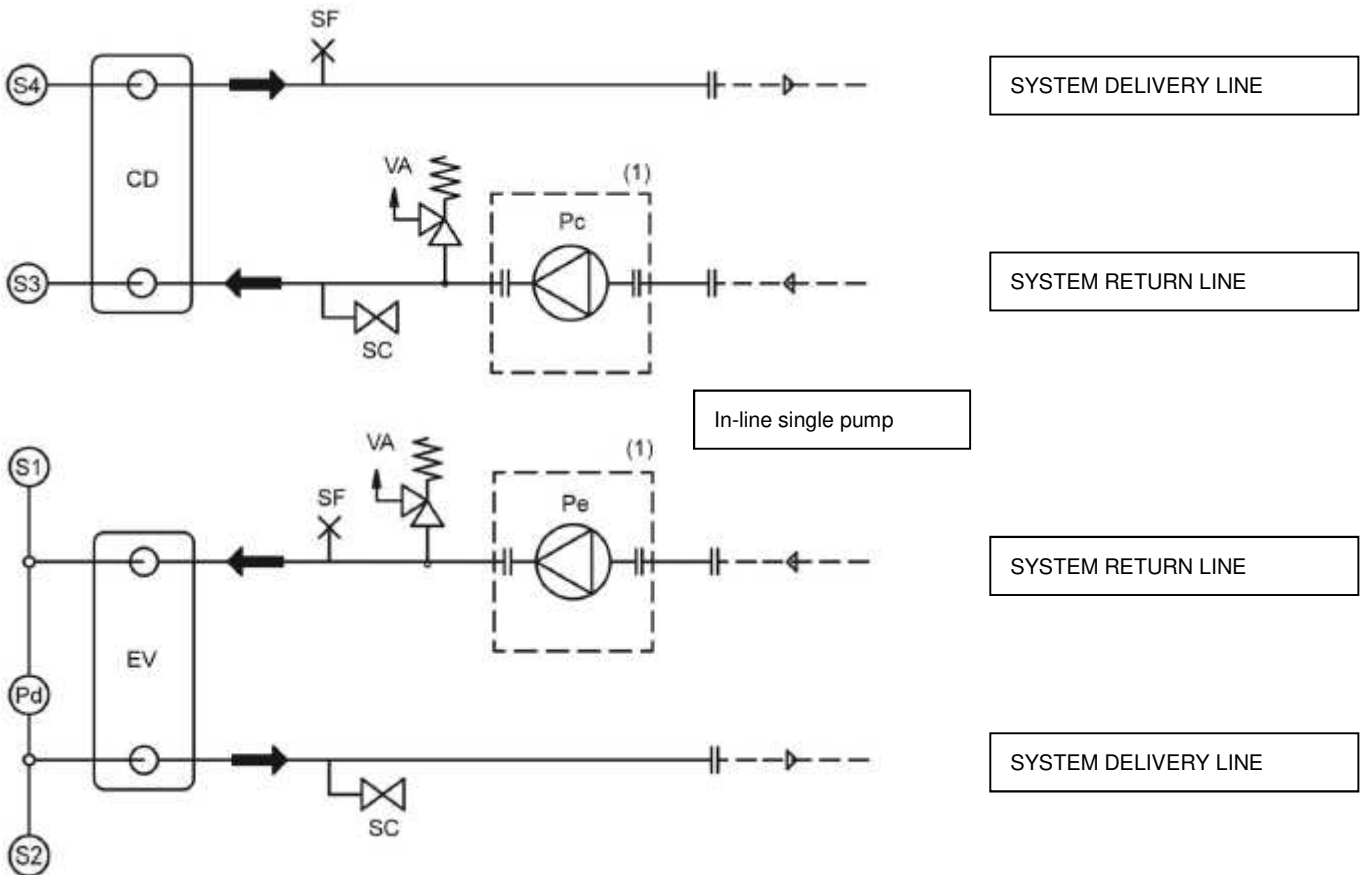 SF
S4
SYSTEM DELIVERY LINE
CD
VA
(1)
Pc
S3
SYSTEM RETURN LINE
SC
In-line single pump
S1
VA
(1)
SF
Pe
SYSTEM RETURN LINE
EV
Pd
SYSTEM DELIVERY LINE
SC
S2